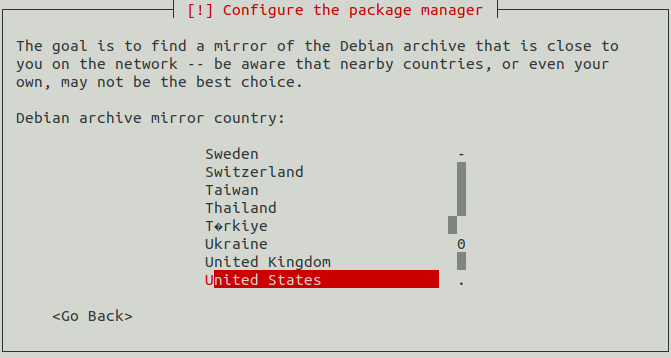 [!] Configure the package manager
The goal is to find a mirror of the Debian archive that is close to
you on the network -- be aware that nearby countries, or even your
own, may not be the best choice.
Debian archive mirror country:
Sweden -
Switzerland
Taiwan
Thailand
T�rkiye
Ukraine 0
United Kingdom
United States .
<Go Back>